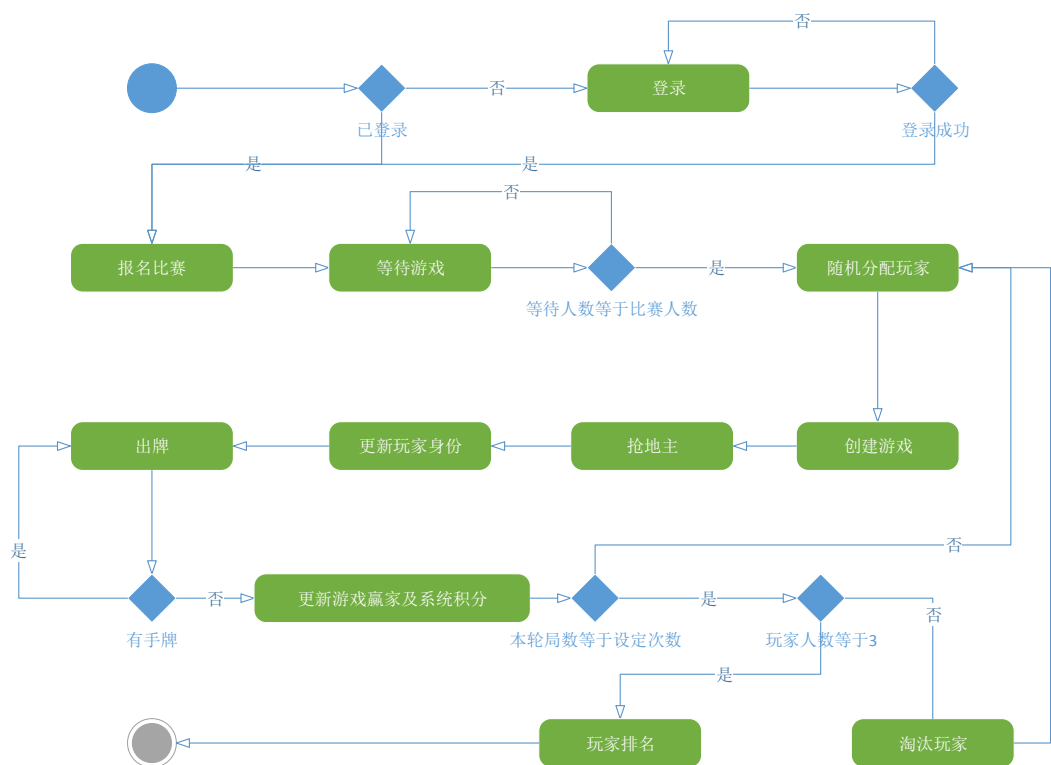 否
否
登录
已登录
登录成功
是
是
否
报名比赛
等待游戏
是
随机分配玩家
等待人数等于比赛人数
出牌
更新玩家身份
抢地主
创建游戏
是
否
否
更新游戏赢家及系统积分
是
否
有手牌
本轮局数等于设定次数
玩家人数等于3
是
玩家排名
淘汰玩家